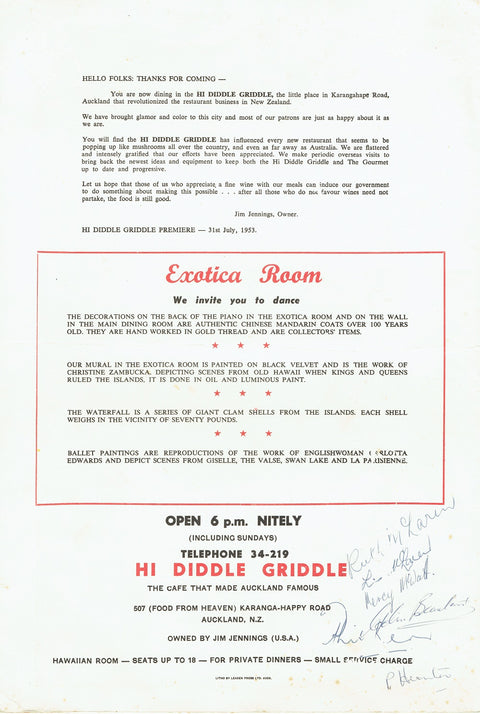 HELLO FOLKS: THANKS FOR COMING —
You are now dining in the HI DIDDLE GRIDDLE, the little place in Karangahape Road,
Auckland that revolutionized the restaurant business in New Zealand.
We have brought glamor and color to this city and most of our patrons are just as happy about it as
we are.
You will find the HI DIDDLE GRIDDLE has influenced every new restaurant that seems to be
popping up like mushrooms all over the country, and even as far away as Australia. We are flattered
and intensely gratified that our efforts have been appreciated. We make periodic overseas visits to
bring back the newest ideas and equipment to keep both the Hi Diddle Griddle and The Gourmet
up to date and progressive.
Let us hope that those of us who appreciate a fine wine with our meals can induce our government
to do something about making this possible . . . after all those who do not favour wines need not
partake, the food is still good.
Jim Jennings, Owner.
HI DIDDLE GRIDDLE PREMIERE — 31st July, 1953.
Exotica Room
We invite you to dance
THE DECORATIONS ON THE BACK OF THE PIANO IN THE EXOTICA ROOM AND ON THE WALL
IN THE MAIN DINING ROOM ARE AUTHENTIC CHINESE MANDARIN COATS OVER 100 YEARS
OLD. THEY ARE HAND WORKED IN GOLD THREAD AND ARE COLLECTORS' ITEMS.
OUR MURAL IN THE EXOTICA ROOM IS PAINTED ON BLACK VELVET AND IS THE WORK OF
CHRISTINE ZAMBUCKA. DEPICTING SCENES FROM OLD HAWAII WHEN KINGS AND QUEENS
RULED THE ISLANDS, IT IS DONE IN OIL AND LUMINOUS PAINT.
THE WATERFALL IS A SERIES OF GIANT CLAM SHELLS FROM THE ISLANDS. EACH SHELL
WEIGHS IN THE VICINITY OF SEVENTY POUNDS.
BALLET PAINTINGS ARE REPRODUCTIONS OF THE WORK OF ENGLISHWOMAN CARLOTTA
EDWARDS AND DEPICT SCENES FROM GISELLE, THE VALSE, SWAN LAKE AND LA PARISIENNE.
OPEN 6 p.m. NITELY
(INCLUDING SUNDAYS)
TELEPHONE 34-219
HI DIDDLE GRIDDLE
THE CAFE THAT MADE AUCKLAND FAMOUS
507 (FOOD FROM HEAVEN) KARANGA-HAPPY ROAD
AUCKLAND, N.Z.
OWNED BY JIM JENNINGS (U.S.A.)
HAWAIIAN ROOM — SEATS UP TO 18 — FOR PRIVATE DINNERS — SMALL SERVICE CHARGE
LITHO BY LEADER PRESS LTD. AUCK.
Ruth McLaren
P Hunter